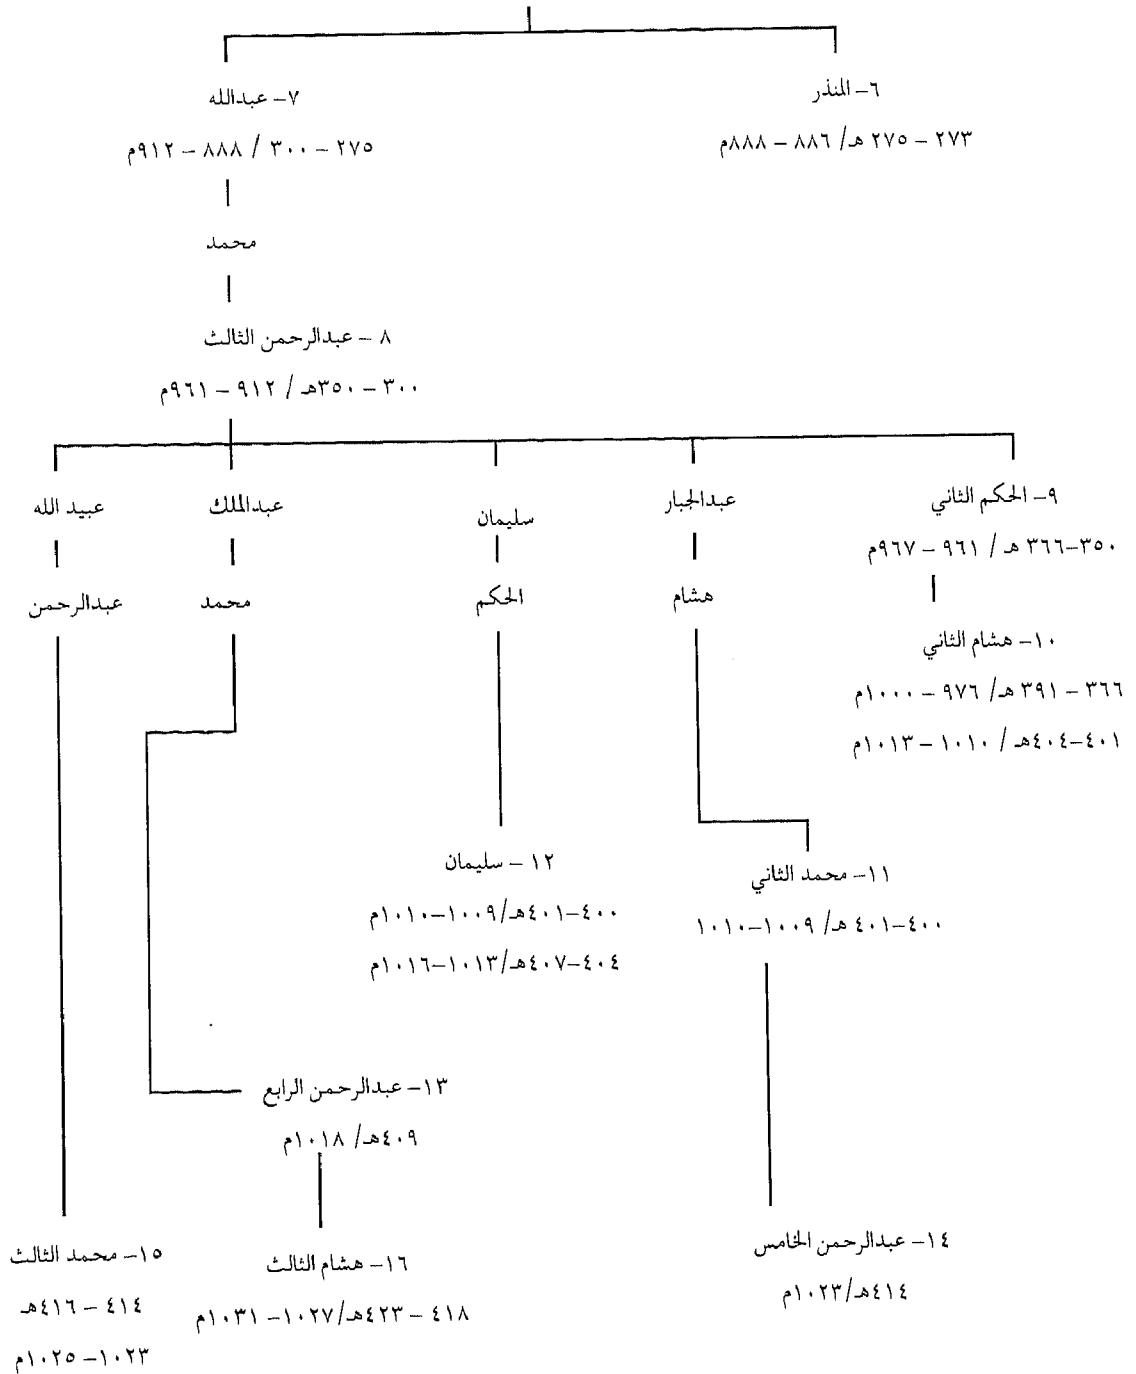 ٦- المنذر
٢٧٣ - ٢٧٥ هـ/ ٨٨٦ - ٨٨٨م
٧- عبدالله
٢٧٥ - ٣٠٠ / ٨٨٨ - ٩١٢م
محمد
٨ - عبدالرحمن الثالث
٣٠٠ - ٣٥٠هـ / ٩١٢ - ٩٦١م
٩- الحكم الثاني
٣٥٠-٣٦٦ هـ / ٩٦١ - ٩٦٧م
عبدالجبار
سليمان
عبدالملك
عبيد الله
هشام
الحكم
محمد
عبدالرحمن
١٠- هشام الثاني
٣٦٦ - ٣٩١ هـ/ ٩٧٦ - ١٠٠٠م
٤٠١-٤٠٤هـ / ١٠١٠ - ١٠١٣م
١١- محمد الثاني
٤٠٠-٤٠١ هـ/ ١٠٠٩-١٠١٠
١٢ - سليمان
٤٠٠-٤٠١هـ/١٠٠٩-١٠١٠م
٤٠٤-٤٠٧هـ/١٠١٣-١٠١٦م
١٣- عبدالرحمن الرابع
٤٠٩هـ/ ١٠١٨م
١٤- عبدالرحمن الخامس
٤١٤هـ/١٠٢٣م
١٦- هشام الثالث
٤١٨ - ٤٢٣هـ/١٠٢٧-١٠٣١م
١٥- محمد الثالث
٤١٤ - ٤١٦هـ
١٠٢٣-١٠٢٥م